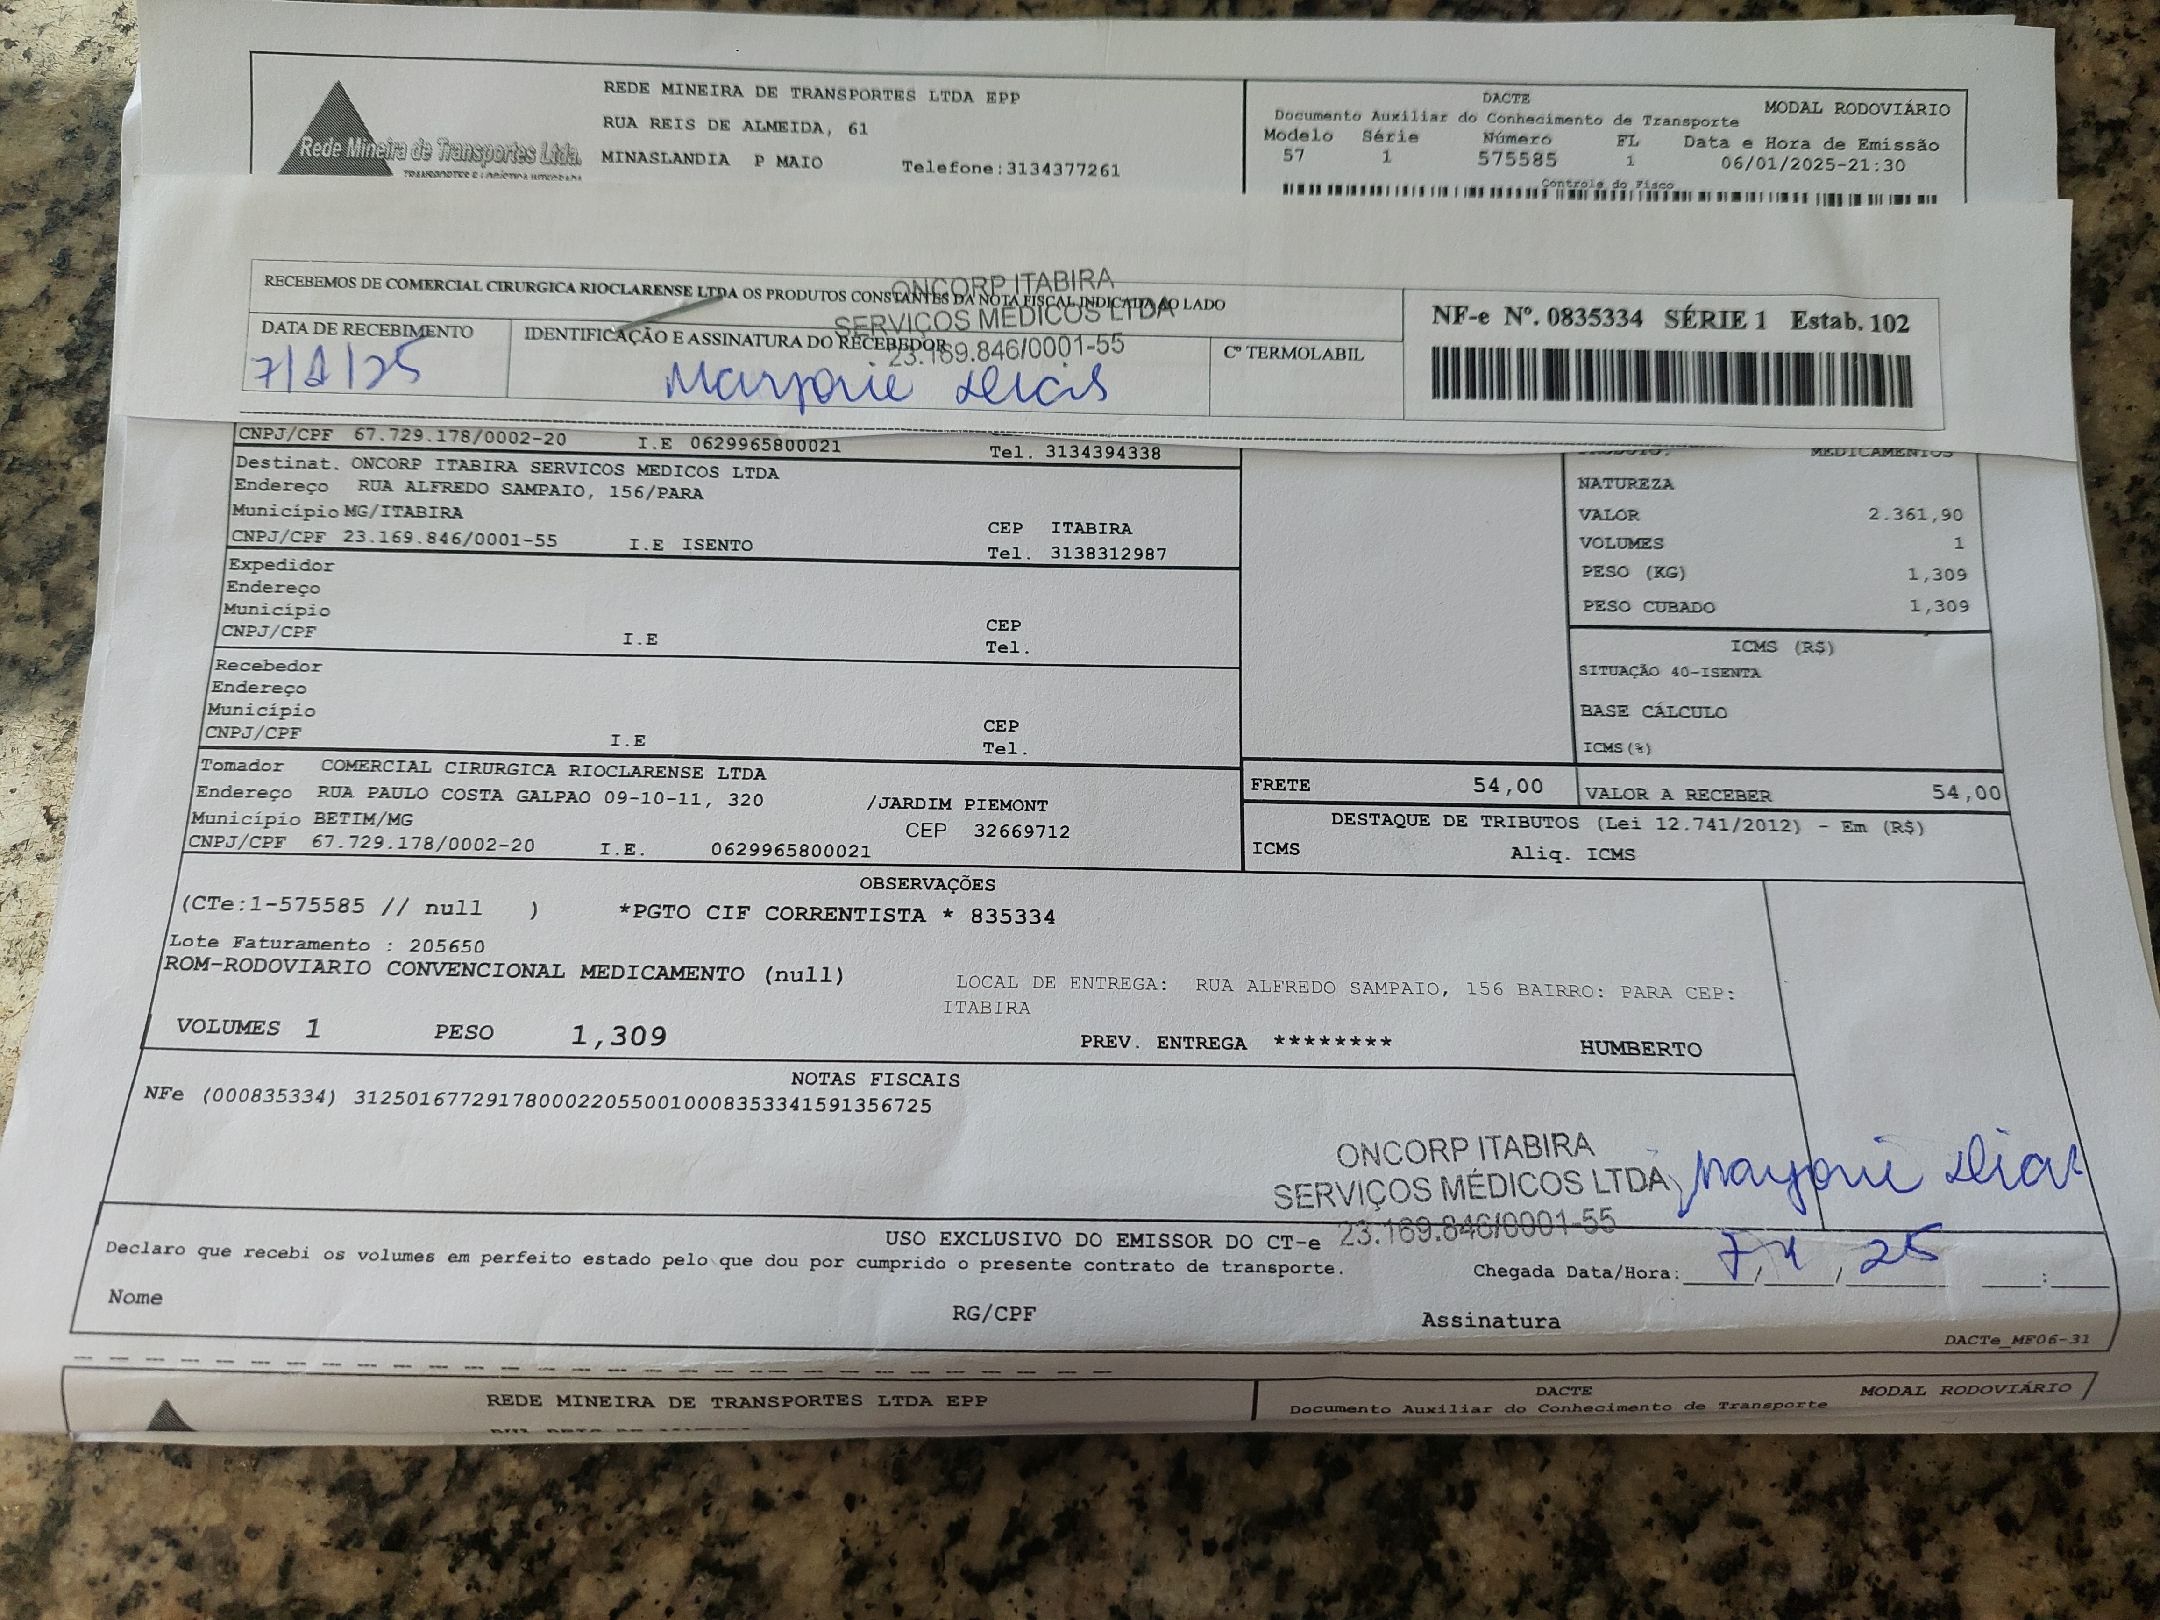 REDE MINEIRA DE TRANSPORTES LTDA EPP
RUA REIS DE ALMEIDA, 61
MINASLANDIA P MAIO Telefone:3134377261
Rede Mineira de Transportes Ltda.
TRANSPORTES E LOGÍSTICA INTEGRADA
DACTE MODAL RODOVIÁRIO
Documento Auxiliar do Conhecimento de Transporte
Modelo Série Número FL Data e Hora de Emissão
57 1 575585 1 06/01/2025-21:30
Controle do Fisco
RECEBEMOS DE COMERCIAL CIRURGICA RIOCLARENSE LTDA OS PRODUTOS CONSTANTES DA NOTA FISCAL INDICADA AO LADO
ONCORP ITABIRA
SERVIÇOS MÉDICOS LTDA
23.169.846/0001-55
DATA DE RECEBIMENTO IDENTIFICAÇÃO E ASSINATURA DO RECEBEDOR Cº TERMOLABIL
7/1/25 Marjorie Dias
NF-e Nº. 0835334 SÉRIE 1 Estab. 102
CNPJ/CPF 67.729.178/0002-20 I.E 0629965800021 Tel. 3134394338
Destinat. ONCORP ITABIRA SERVICOS MEDICOS LTDA
Endereço RUA ALFREDO SAMPAIO, 156/PARA
Município MG/ITABIRA CEP ITABIRA
CNPJ/CPF 23.169.846/0001-55 I.E ISENTO Tel. 3138312987
Expedidor
Endereço
Município CEP
CNPJ/CPF I.E Tel.
Recebedor
Endereço
Município CEP
CNPJ/CPF I.E Tel.
Tomador COMERCIAL CIRURGICA RIOCLARENSE LTDA
Endereço RUA PAULO COSTA GALPAO 09-10-11, 320 /JARDIM PIEMONT
Município BETIM/MG CEP 32669712
CNPJ/CPF 67.729.178/0002-20 I.E. 0629965800021
PRODUTO: MEDICAMENTOS
NATUREZA
VALOR 2.361,90
VOLUMES 1
PESO (KG) 1,309
PESO CUBADO 1,309
ICMS (R$)
SITUAÇÃO 40-ISENTA
BASE CÁLCULO
ICMS(%)
FRETE 54,00 VALOR A RECEBER 54,00
DESTAQUE DE TRIBUTOS (Lei 12.741/2012) - Em (R$)
ICMS Aliq. ICMS
OBSERVAÇÕES
(CTe:1-575585 // null ) *PGTO CIF CORRENTISTA * 835334
Lote Faturamento : 205650
ROM-RODOVIARIO CONVENCIONAL MEDICAMENTO (null)
LOCAL DE ENTREGA: RUA ALFREDO SAMPAIO, 156 BAIRRO: PARA CEP:
ITABIRA
VOLUMES 1 PESO 1,309 PREV. ENTREGA ******** HUMBERTO
NOTAS FISCAIS
NFe (000835334) 31250167729178000220550010008353341591356725
ONCORP ITABIRA
SERVIÇOS MÉDICOS LTDA
23.169.846/0001-55
Marjorie Dias
USO EXCLUSIVO DO EMISSOR DO CT-e
Declaro que recebi os volumes em perfeito estado pelo que dou por cumprido o presente contrato de transporte.
Chegada Data/Hora: 7/1/25 :
Nome RG/CPF Assinatura
DACTe_MF06-31
REDE MINEIRA DE TRANSPORTES LTDA EPP
DACTE MODAL RODOVIÁRIO
Documento Auxiliar do Conhecimento de Transporte